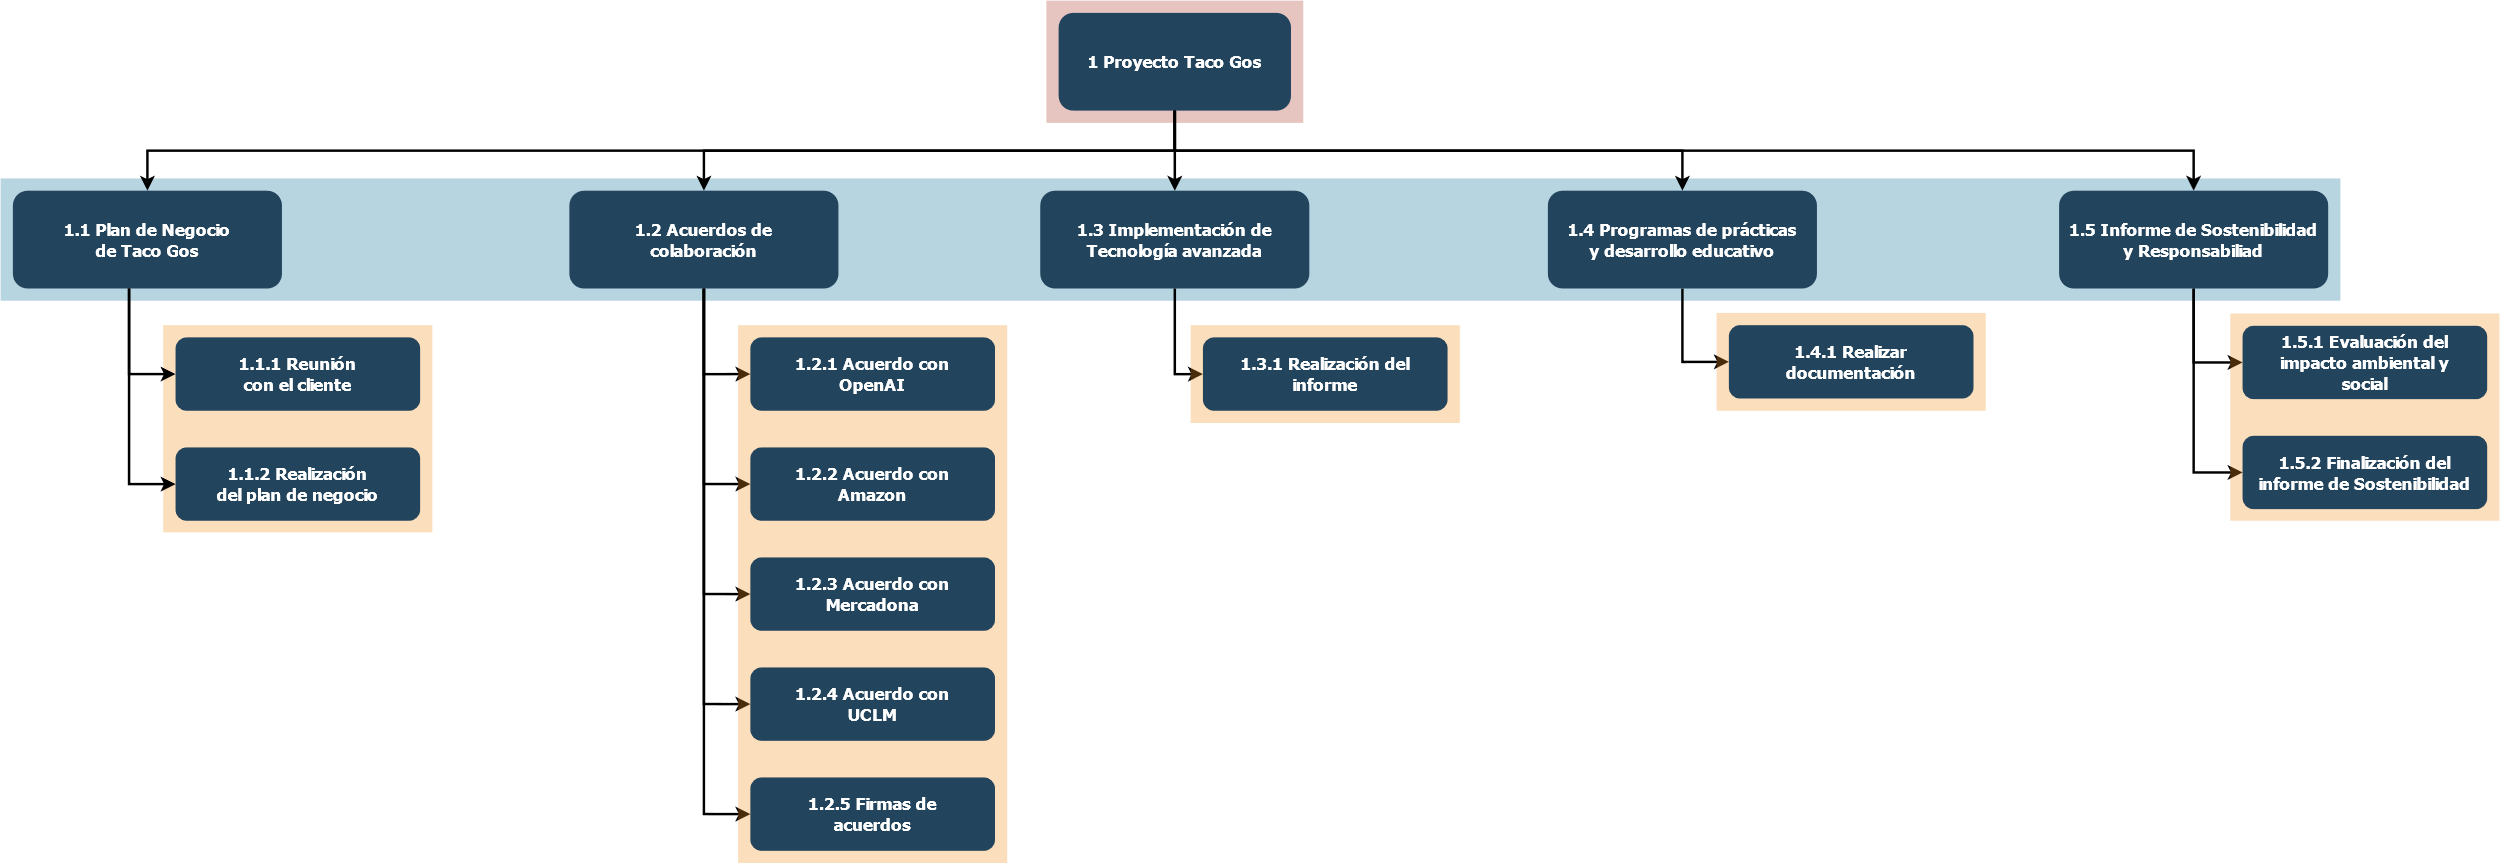 1 Proyecto Taco Gos
1.1 Plan de Negocio
de Taco Gos
1.2 Acuerdos de
colaboración
1.3 Implementación de
Tecnología avanzada
1.4 Programas de prácticas
y desarrollo educativo
1.5 Informe de Sostenibilidad
y Responsabiliad
1.1.1 Reunión
con el cliente
1.1.2 Realización
del plan de negocio
1.2.1 Acuerdo con
OpenAI
1.2.2 Acuerdo con
Amazon
1.2.3 Acuerdo con
Mercadona
1.2.4 Acuerdo con
UCLM
1.2.5 Firmas de
acuerdos
1.3.1 Realización del
informe
1.4.1 Realizar
documentación
1.5.1 Evaluación del
impacto ambiental y
social
1.5.2 Finalización del
informe de Sostenibilidad